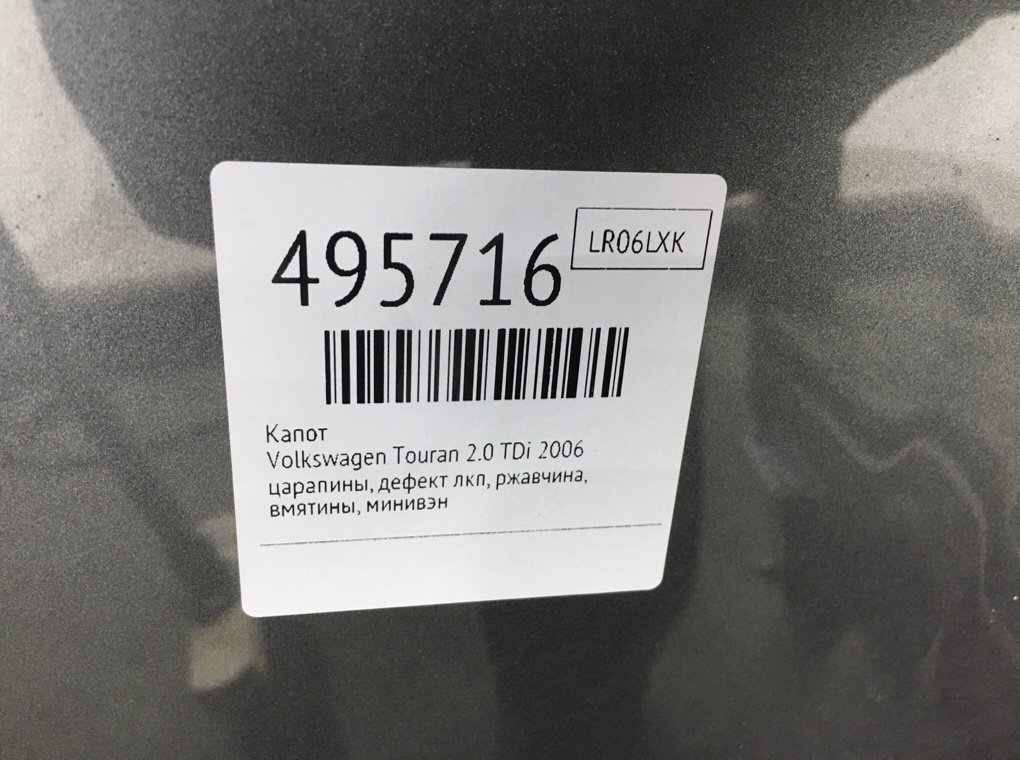 495716
LR06LXK
Капот
Volkswagen Touran 2.0 TDi 2006
царапины, дефект лкп, ржавчина,
вмятины, минивэн